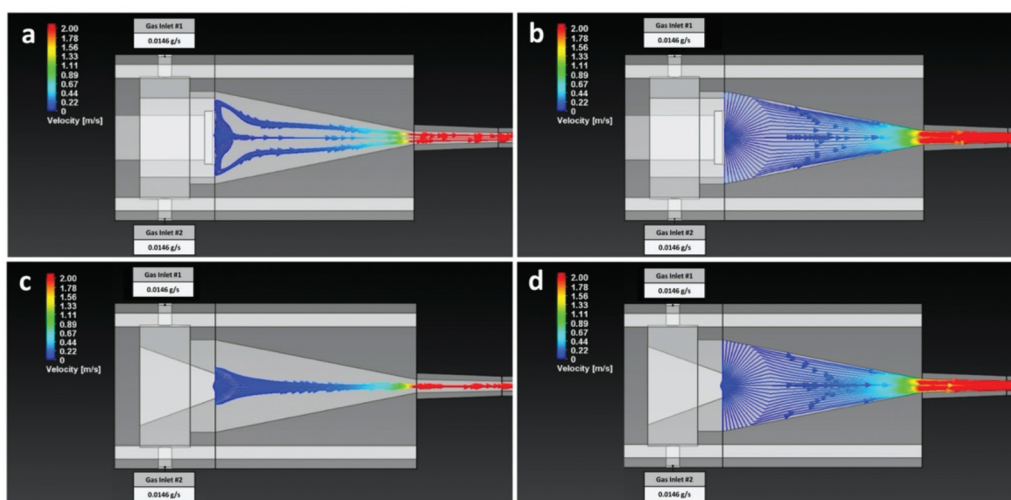 a
2.00
1.78
1.56
1.33
1.11
0.89
0.67
0.44
0.22
0
Velocity [m/s]
Gas Inlet #1
0.0146 g/s
Gas Inlet #2
0.0146 g/s
b
2.00
1.78
1.56
1.33
1.11
0.89
0.67
0.44
0.22
0
Velocity [m/s]
Gas Inlet #1
0.0146 g/s
Gas Inlet #2
0.0146 g/s
c
2.00
1.78
1.56
1.33
1.11
0.89
0.67
0.44
0.22
0
Velocity [m/s]
Gas Inlet #1
0.0146 g/s
Gas Inlet #2
0.0146 g/s
d
2.00
1.78
1.56
1.33
1.11
0.89
0.67
0.44
0.22
0
Velocity [m/s]
Gas Inlet #1
0.0146 g/s
Gas Inlet #2
0.0146 g/s